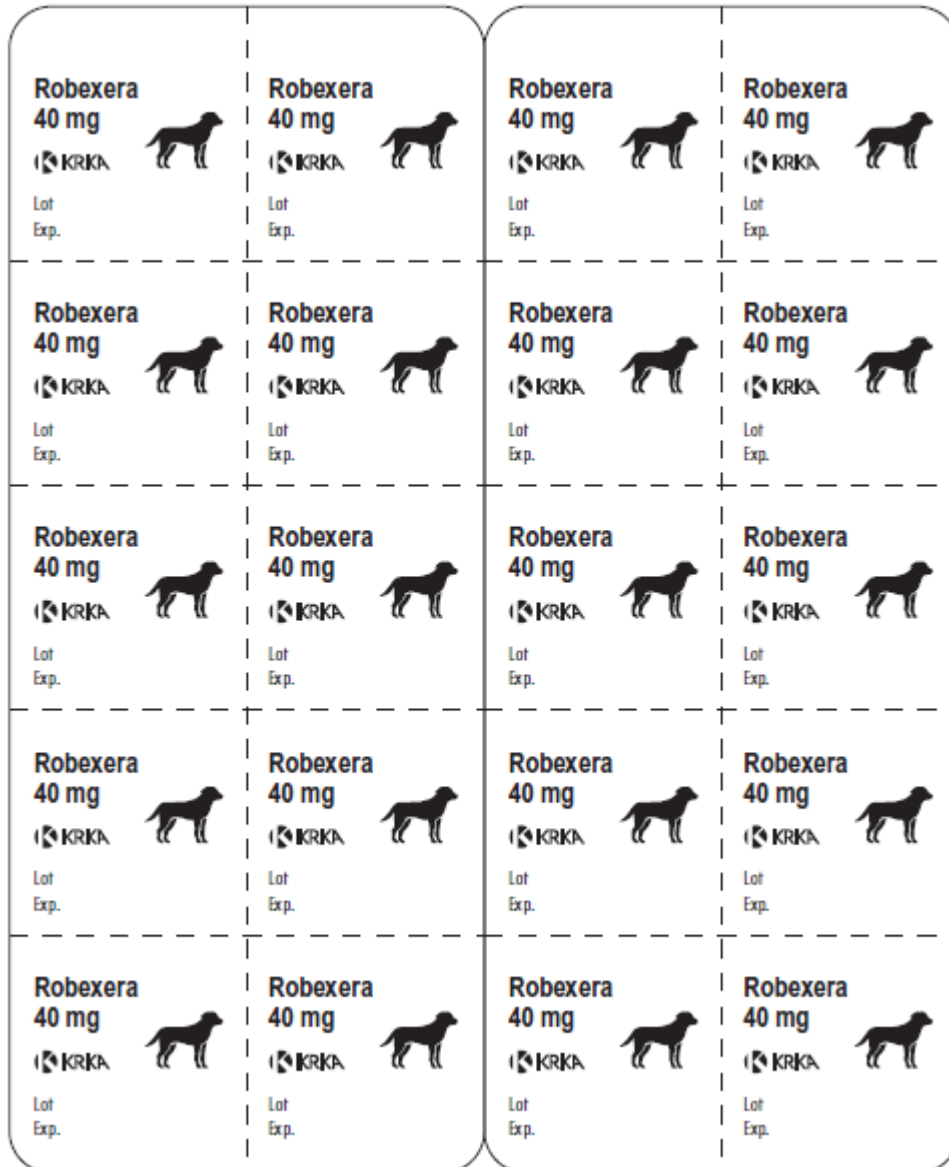 Robexera
40 mg
KRKA
Lot
Exp.
Robexera
40 mg
KRKA
Lot
Exp.
Robexera
40 mg
KRKA
Lot
Exp.
Robexera
40 mg
KRKA
Lot
Exp.
Robexera
40 mg
KRKA
Lot
Exp.
Robexera
40 mg
KRKA
Lot
Exp.
Robexera
40 mg
KRKA
Lot
Exp.
Robexera
40 mg
KRKA
Lot
Exp.
Robexera
40 mg
KRKA
Lot
Exp.
Robexera
40 mg
KRKA
Lot
Exp.
Robexera
40 mg
KRKA
Lot
Exp.
Robexera
40 mg
KRKA
Lot
Exp.
Robexera
40 mg
KRKA
Lot
Exp.
Robexera
40 mg
KRKA
Lot
Exp.
Robexera
40 mg
KRKA
Lot
Exp.
Robexera
40 mg
KRKA
Lot
Exp.
Robexera
40 mg
KRKA
Lot
Exp.
Robexera
40 mg
KRKA
Lot
Exp.
Robexera
40 mg
KRKA
Lot
Exp.
Robexera
40 mg
KRKA
Lot
Exp.